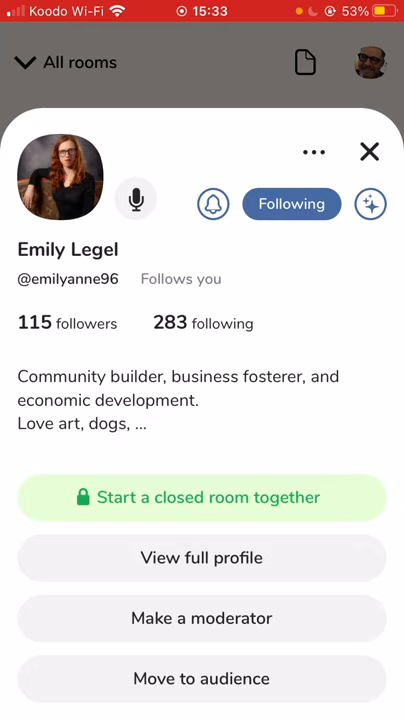 Koodo Wi-Fi 15:33 53%
All rooms
Following
Emily Legel
@emilyanne96 Follows you
115 followers 283 following
Community builder, business fosterer, and
economic development.
Love art, dogs, ...
Start a closed room together
View full profile
Make a moderator
Move to audience